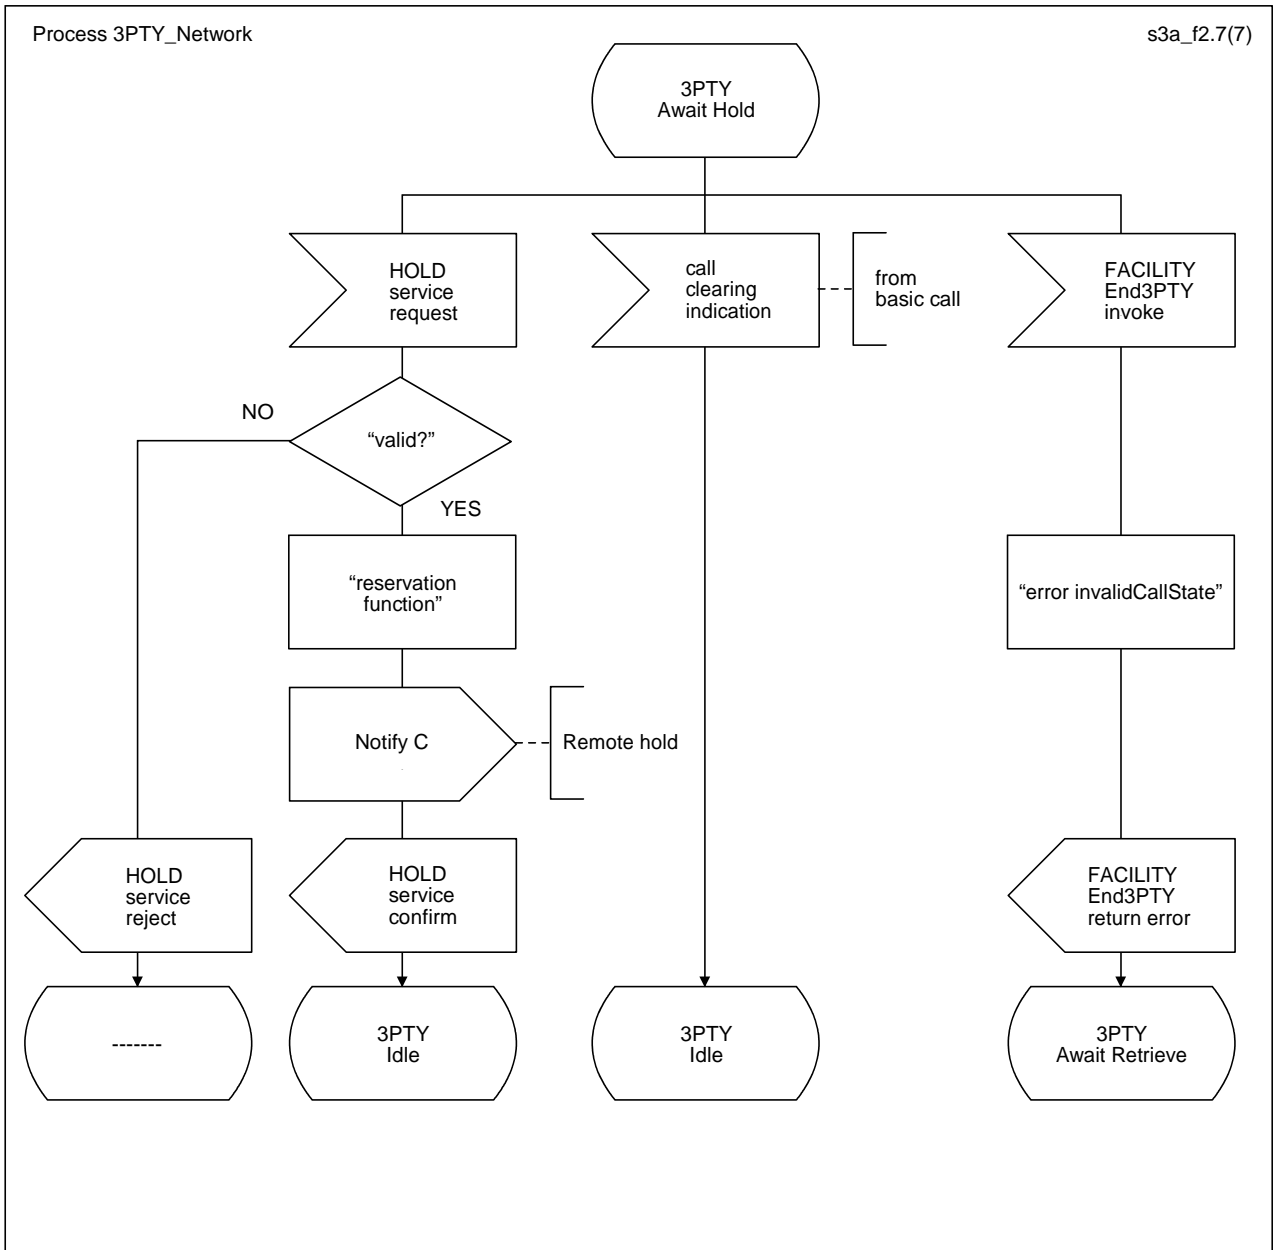 Process 3PTY_Network
s3a_f2.7(7)
3PTY
Await Hold
HOLD
service
request
call
clearing
indication
from
basic call
FACILITY
End3PTY
invoke
NO
“valid?”
YES
“reservation
function”
“error invalidCallState”
Notify C
Remote hold
HOLD
service
reject
HOLD
service
confirm
FACILITY
End3PTY
return error
-------
3PTY
Idle
3PTY
Idle
3PTY
Await Retrieve